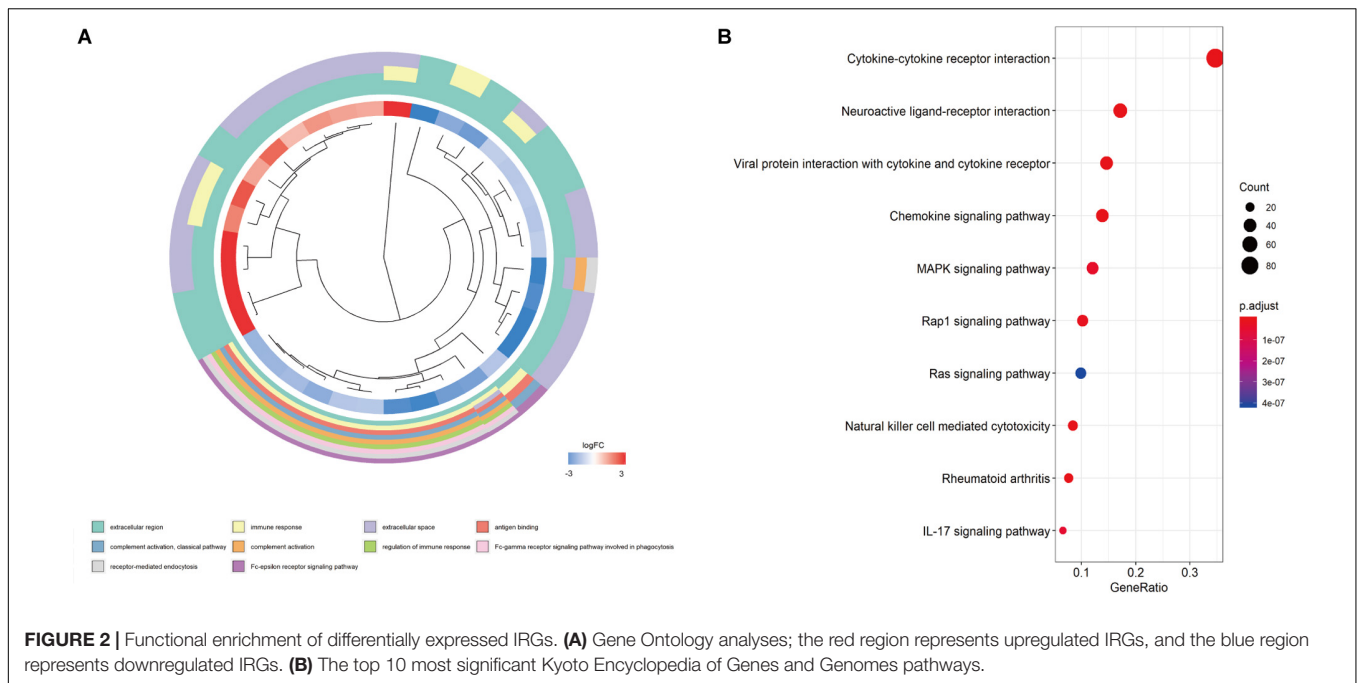 A
logFC
-3 3
extracellular region immune response extracellular space antigen binding
complement activation, classical pathway complement activation regulation of immune response Fc-gamma receptor signaling pathway involved in phagocytosis
receptor-mediated endocytosis Fc-epsilon receptor signaling pathway
B
Cytokine-cytokine receptor interaction
Neuroactive ligand-receptor interaction
Viral protein interaction with cytokine and cytokine receptor
Chemokine signaling pathway
MAPK signaling pathway
Rap1 signaling pathway
Ras signaling pathway
Natural killer cell mediated cytotoxicity
Rheumatoid arthritis
IL-17 signaling pathway
0.1 0.2 0.3
GeneRatio
Count
20
40
60
80
p.adjust
1e-07
2e-07
3e-07
4e-07
FIGURE 2 | Functional enrichment of differentially expressed IRGs. (A) Gene Ontology analyses; the red region represents upregulated IRGs, and the blue region
represents downregulated IRGs. (B) The top 10 most significant Kyoto Encyclopedia of Genes and Genomes pathways.